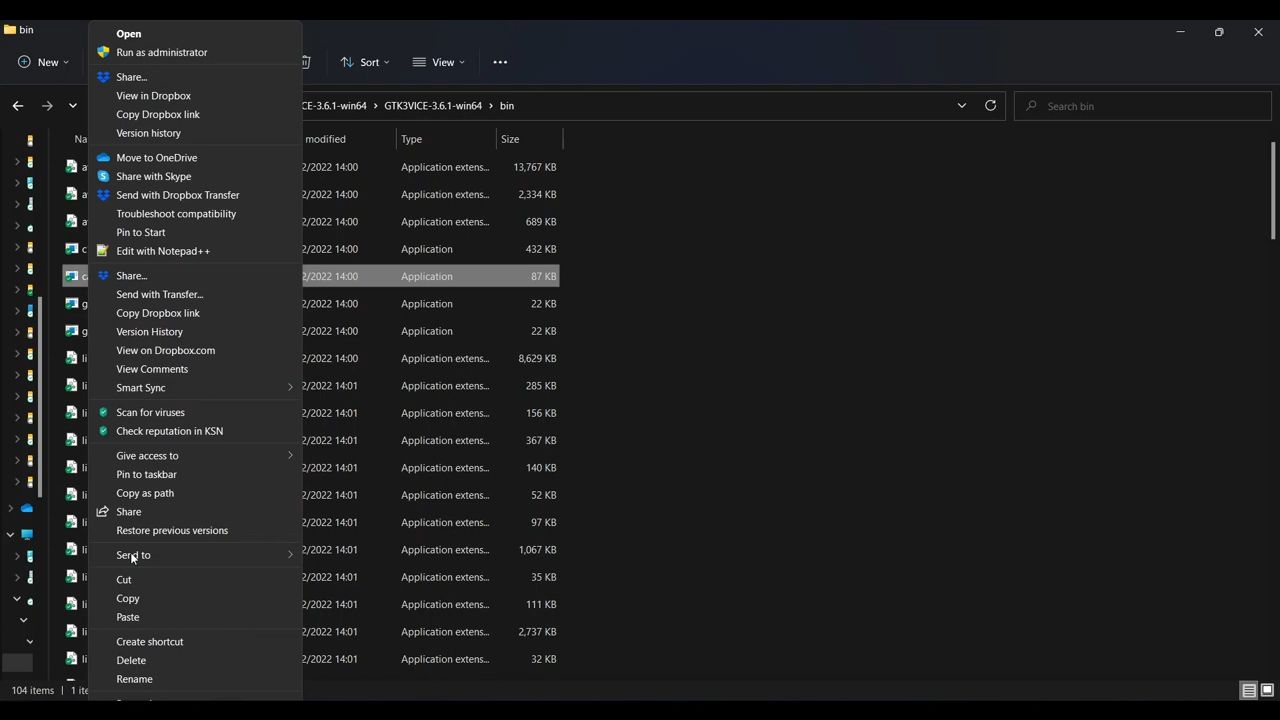 bin
New
Sort
View
CE-3.6.1-win64 > GTK3VICE-3.6.1-win64 > bin
Search bin
Na
modified
Type
Size
Open
Run as administrator
Share...
View in Dropbox
Copy Dropbox link
Version history
Move to OneDrive
Share with Skype
Send with Dropbox Transfer
Troubleshoot compatibility
Pin to Start
Edit with Notepad++
Share...
Send with Transfer...
Copy Dropbox link
Version History
View on Dropbox.com
View Comments
Smart Sync
Scan for viruses
Check reputation in KSN
Give access to
Pin to taskbar
Copy as path
Share
Restore previous versions
Send to
Cut
Copy
Paste
Create shortcut
Delete
Rename
2/2022 14:00 Application extens... 13,767 KB
2/2022 14:00 Application extens... 2,334 KB
2/2022 14:00 Application extens... 689 KB
2/2022 14:00 Application 432 KB
2/2022 14:00 Application 87 KB
2/2022 14:00 Application 22 KB
2/2022 14:00 Application 22 KB
2/2022 14:00 Application extens... 8,629 KB
2/2022 14:01 Application extens... 285 KB
2/2022 14:01 Application extens... 156 KB
2/2022 14:01 Application extens... 367 KB
2/2022 14:01 Application extens... 140 KB
2/2022 14:01 Application extens... 52 KB
2/2022 14:01 Application extens... 97 KB
2/2022 14:01 Application extens... 1,067 KB
2/2022 14:01 Application extens... 35 KB
2/2022 14:01 Application extens... 111 KB
2/2022 14:01 Application extens... 2,737 KB
2/2022 14:01 Application extens... 32 KB
104 items
1 ite